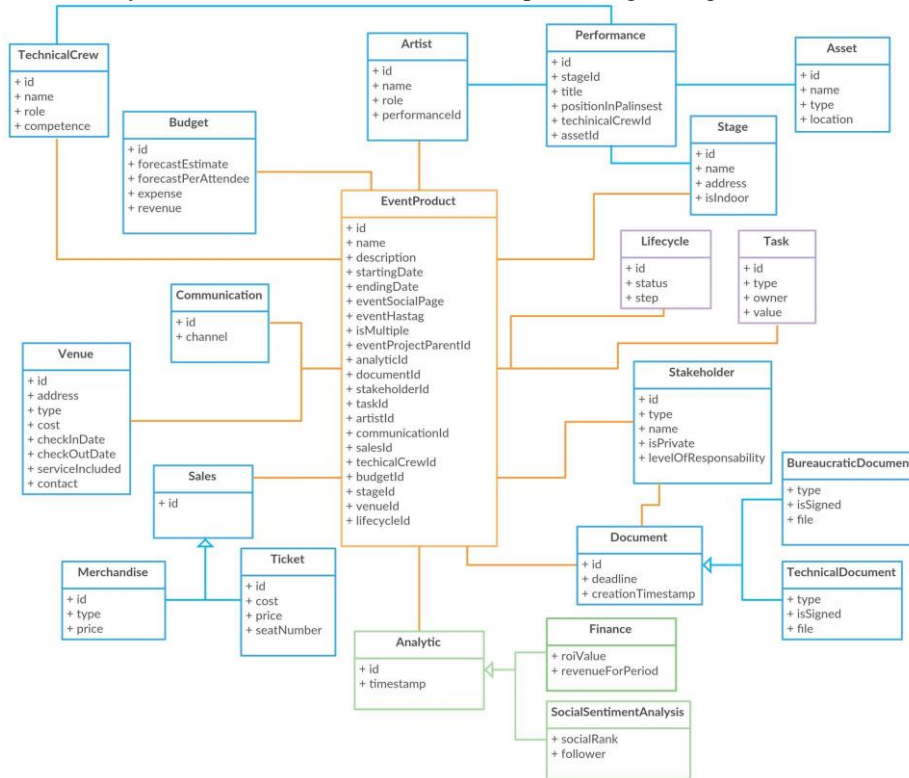 TechnicalCrew
+ id
+ name
+ role
+ competence
Artist
+ id
+ name
+ role
+ performanceId
Performance
+ id
+ stageId
+ title
+ positionInPalinsest
+ techinicalCrewId
+ assetId
Asset
+ id
+ name
+ type
+ location
Budget
+ id
+ forecastEstimate
+ forecastPerAttendee
+ expense
+ revenue
Stage
+ id
+ name
+ address
+ isIndoor
EventProduct
+ id
+ name
+ description
+ startingDate
+ endingDate
+ eventSocialPage
+ eventHastag
+ isMultiple
+ eventProjectParentId
+ analyticId
+ documentId
+ stakeholderId
+ taskId
+ artistId
+ communicationId
+ salesId
+ techicalCrewId
+ budgetId
+ stageId
+ venueId
+ lifecycleId
Lifecycle
+ id
+ status
+ step
Task
+ id
+ type
+ owner
+ value
Communication
+ id
+ channel
Venue
+ id
+ address
+ type
+ cost
+ checkInDate
+ checkOutDate
+ serviceIncluded
+ contact
Stakeholder
+ id
+ type
+ name
+ isPrivate
+ levelOfResponsability
BureaucraticDocumen
+ type
+ isSigned
+ file
Sales
+ id
Document
+ id
+ deadline
+ creationTimestamp
Merchandise
+ id
+ type
+ price
Ticket
+ id
+ cost
+ price
+ seatNumber
TechnicalDocument
+ type
+ isSigned
+ file
Analytic
+ id
+ timestamp
Finance
+ roiValue
+ revenueForPeriod
SocialSentimentAnalysis
+ socialRank
+ follower